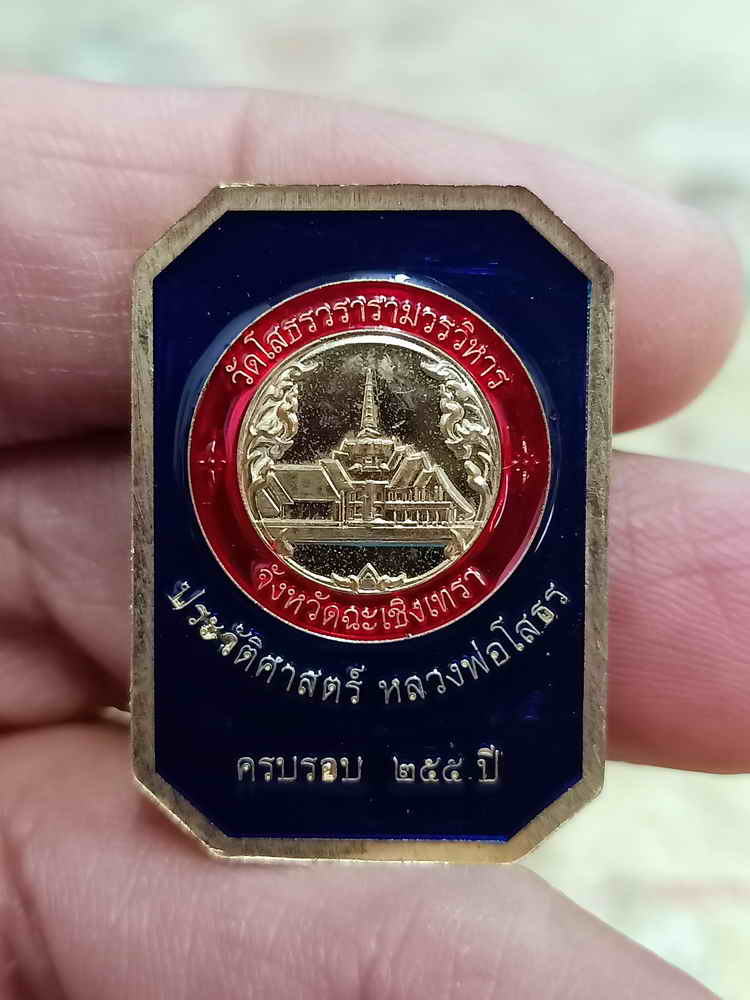 วัดโสธรวรารามวรวิหาร
จังหวัดฉะเชิงเทรา
ประวัติศาสตร์ หลวงพ่อโสธร
ครบรอบ ๒๕๕ ปี